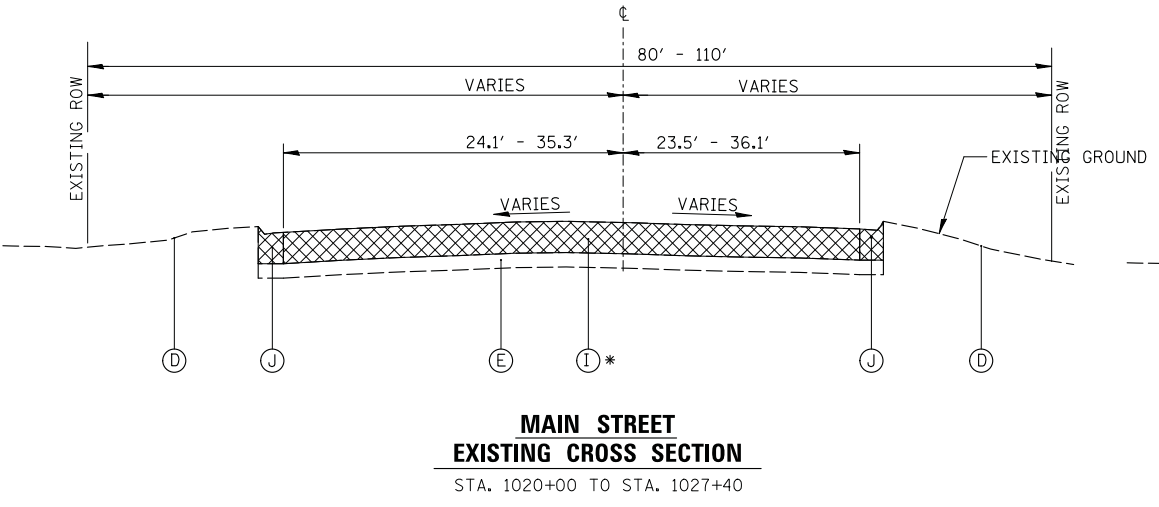 ℄
80' - 110'
VARIES
VARIES
EXISTING ROW
EXISTING ROW
24.1' - 35.3'
23.5' - 36.1'
EXISTING GROUND
VARIES
VARIES
D
J
E
I *
J
D
MAIN STREET
EXISTING CROSS SECTION
STA. 1020+00 TO STA. 1027+40